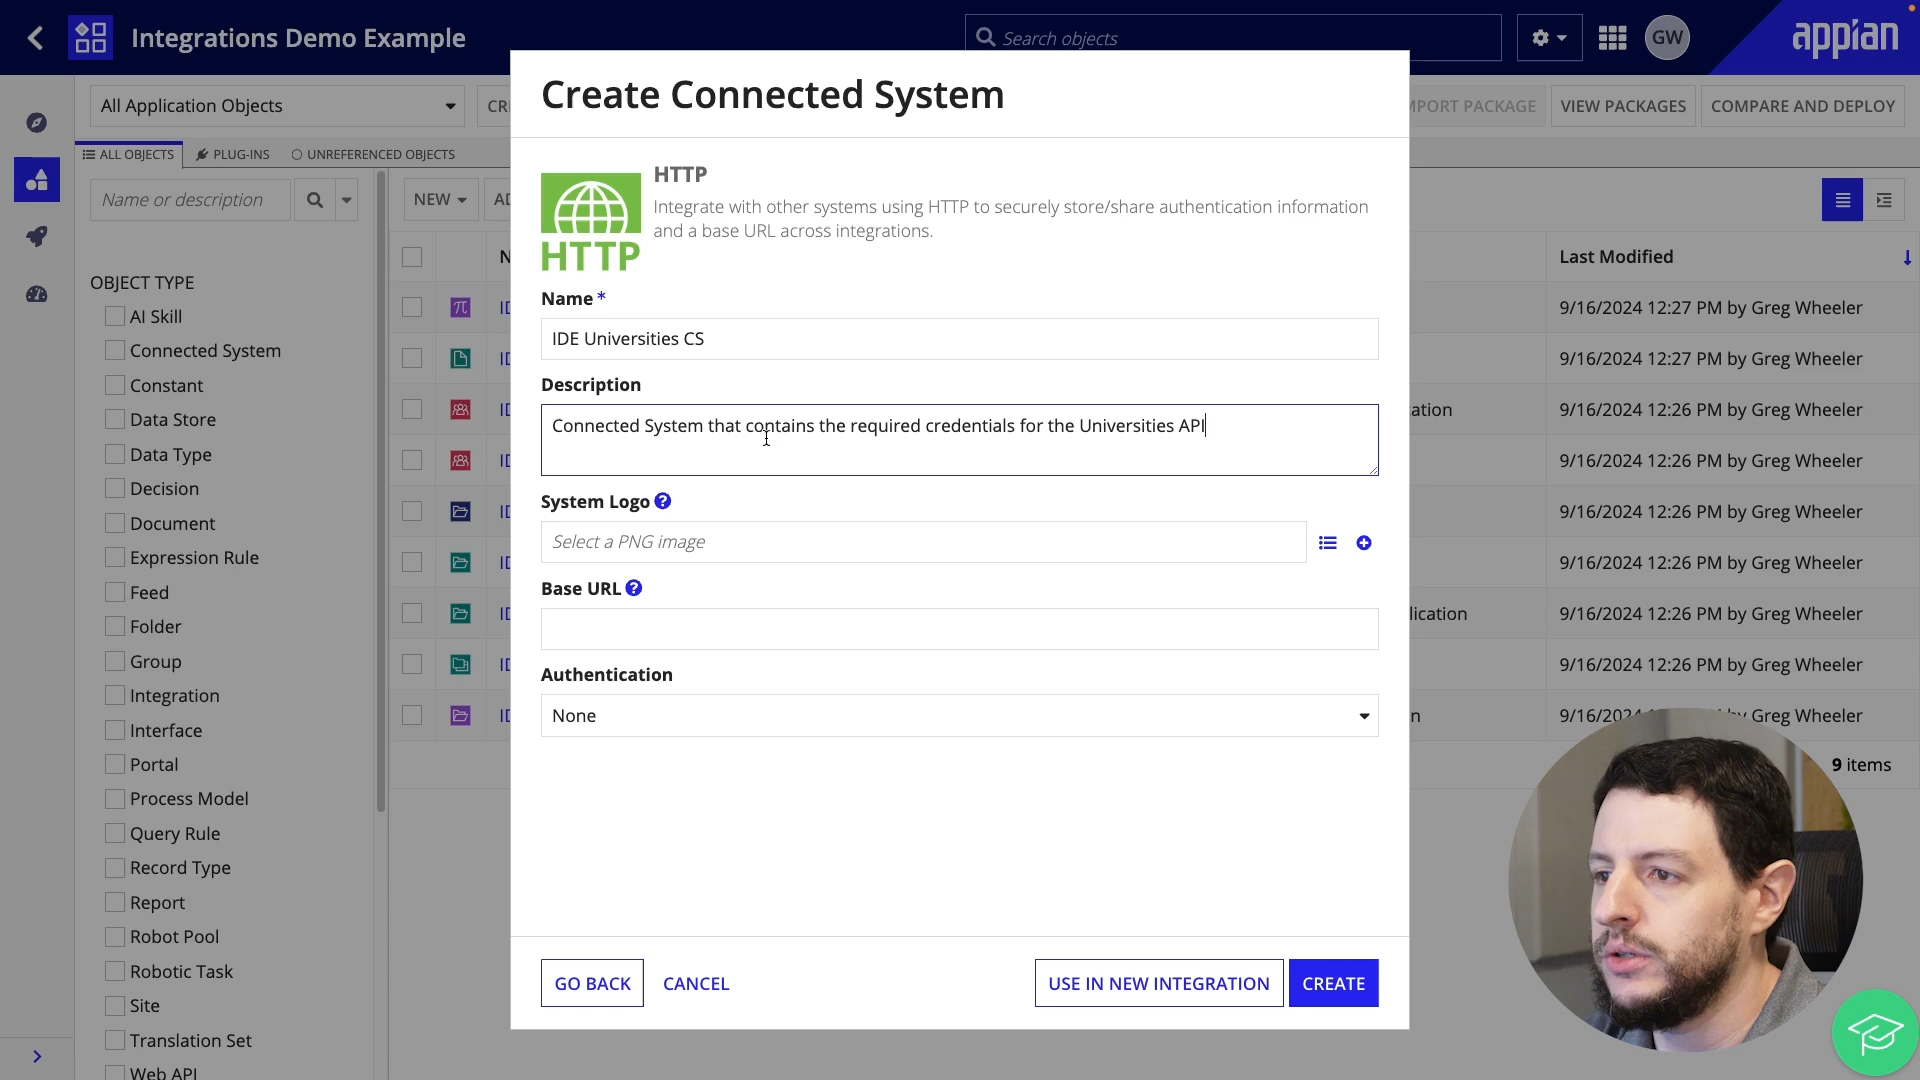 Integrations Demo Example
Search objects
GW
appian
All Application Objects
MPORT PACKAGE
VIEW PACKAGES
COMPARE AND DEPLOY
ALL OBJECTS
PLUG-INS
UNREFERENCED OBJECTS
Name or description
NEW
Last Modified
OBJECT TYPE
AI Skill
Connected System
Constant
Data Store
Data Type
Decision
Document
Expression Rule
Feed
Folder
Group
Integration
Interface
Portal
Process Model
Query Rule
Record Type
Report
Robot Pool
Robotic Task
Site
Translation Set
Web API
Create Connected System
HTTP
HTTP
Integrate with other systems using HTTP to securely store/share authentication information
and a base URL across integrations.
Name *
IDE Universities CS
Description
Connected System that contains the required credentials for the Universities API
System Logo
Select a PNG image
Base URL
Authentication
None
GO BACK
CANCEL
USE IN NEW INTEGRATION
CREATE
9/16/2024 12:27 PM by Greg Wheeler
9/16/2024 12:27 PM by Greg Wheeler
9/16/2024 12:26 PM by Greg Wheeler
9/16/2024 12:26 PM by Greg Wheeler
9/16/2024 12:26 PM by Greg Wheeler
9/16/2024 12:26 PM by Greg Wheeler
9/16/2024 12:26 PM by Greg Wheeler
9/16/2024 12:26 PM by Greg Wheeler
Greg Wheeler
9 items